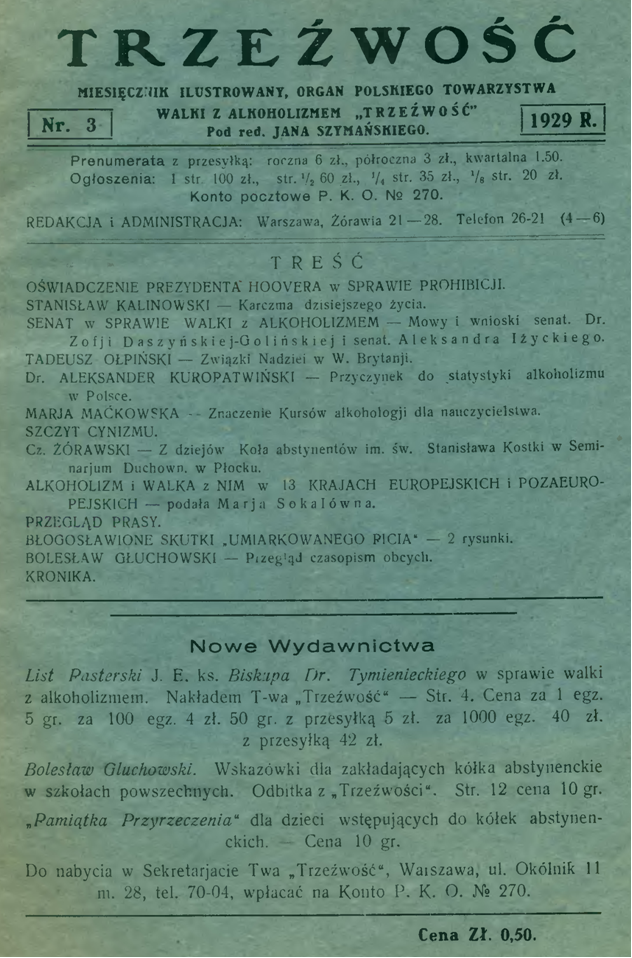 TRZEŹWOŚĆ
MIESIĘCZNIK ILUSTROWANY, ORGAN POLSKIEGO TOWARZYSTWA
WALKI Z ALKOHOLIZMEM „TRZEŹWOŚĆ"
Nr. 3
Pod red. JANA SZYMAŃSKIEGO.
1929 R.
Prenumerata z przesyłką: roczna 6 zł., półroczna 3 zł., kwartalna 1.50.
Ogłoszenia: 1 str 100 zł., str. ½ 60 zł., ¼ str. 35 zł., ⅛ str. 20 zł.
Konto pocztowe P. K. O. № 270.
REDAKCJA i ADMINISTRACJA: Warszawa, Żórawia 21—28. Telefon 26-21 (4—6)
TREŚĆ
OŚWIADCZENIE PREZYDENTA HOOVERA w SPRAWIE PROHIBICJI.
STANISŁAW KALINOWSKI — Karczma dzisiejszego życia.
SENAT w SPRAWIE WALKI z ALKOHOLIZMEM — Mowy i wnioski senat. Dr.
Zofji Daszyńskiej-Golińskiej i senat. Aleksandra Iżyckiego.
TADEUSZ OŁPIŃSKI — Związki Nadziei w W. Brytanji.
Dr. ALEKSANDER KUROPATWIŃSKI — Przyczynek do statystyki alkoholizmu
w Polsce.
MARJA MAĆKOWSKA -- Znaczenie Kursów alkohologji dla nauczycielstwa.
SZCZYT CYNIZMU.
Cz. ŻÓRAWSKI — Z dziejów Koła abstynentów im. św. Stanisława Kostki w Semi-
narjum Duchown. w Płocku.
ALKOHOLIZM i WALKA z NIM w 13 KRAJACH EUROPEJSKICH i POZAEURO-
PEJSKICH — podała Marja Sokalówna.
PRZEGLĄD PRASY.
BŁOGOSŁAWIONE SKUTKI „UMIARKOWANEGO PICIA" — 2 rysunki.
BOLESŁAW GŁUCHOWSKI — Przegląd czasopism obcych.
KRONIKA.
Nowe Wydawnictwa
List Pasterski J. E. ks. Biskupa Dr. Tymienieckiego w sprawie walki
z alkoholizmem. Nakładem T-wa „Trzeźwość" — Str. 4. Cena za 1 egz.
5 gr. za 100 egz. 4 zł. 50 gr. z przesyłką 5 zł. za 1000 egz. 40 zł.
z przesyłką 42 zł.
Bolesław Głuchowski. Wskazówki dla zakładających kółka abstynenckie
w szkołach powszechnych. Odbitka z „Trzeźwości". Str. 12 cena 10 gr.
„Pamiątka Przyrzeczenia" dla dzieci wstępujących do kółek abstynen-
ckich. — Cena 10 gr.
Do nabycia w Sekretarjacie Twa „Trzeźwość", Warszawa, ul. Okólnik 11
m. 28, tel. 70-04, wpłacać na Konto P. K. O. № 270.
Cena Zł. 0,50.